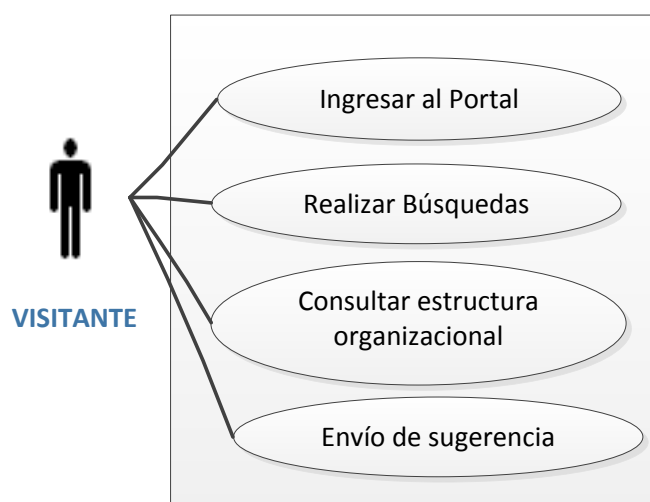 Ingresar al Portal
Realizar Búsquedas
VISITANTE
Consultar estructura
organizacional
Envío de sugerencia